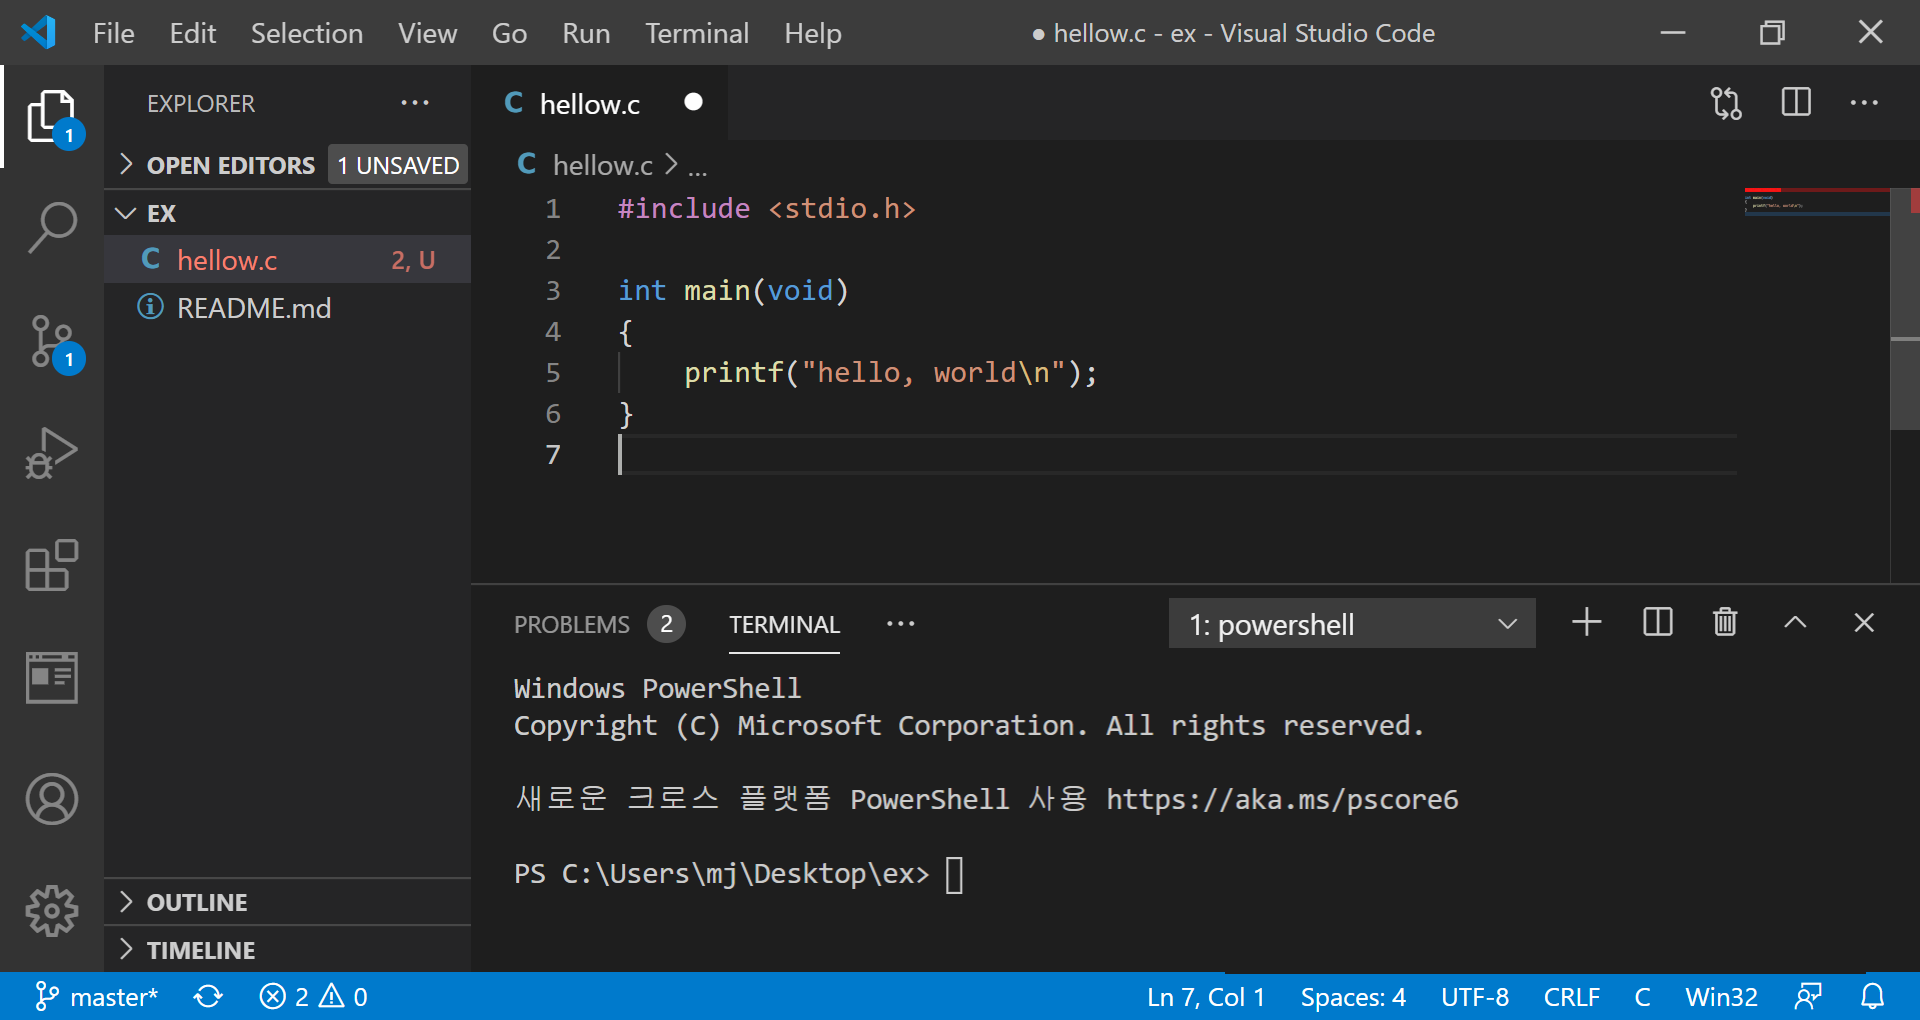 File Edit Selection View Go Run Terminal Help ● hellow.c - ex - Visual Studio Code
EXPLORER ...
1
OPEN EDITORS 1 UNSAVED
EX
C hellow.c 2, U
README.md
1
OUTLINE
TIMELINE
C hellow.c
C hellow.c > ...
1 #include <stdio.h>
2
3 int main(void)
4 {
5 printf("hello, world\n");
6 }
7
PROBLEMS 2 TERMINAL ... 1: powershell
Windows PowerShell
Copyright (C) Microsoft Corporation. All rights reserved.
새로운 크로스 플랫폼 PowerShell 사용 https://aka.ms/pscore6
PS C:\Users\mj\Desktop\ex>
master* 2 0 Ln 7, Col 1 Spaces: 4 UTF-8 CRLF C Win32